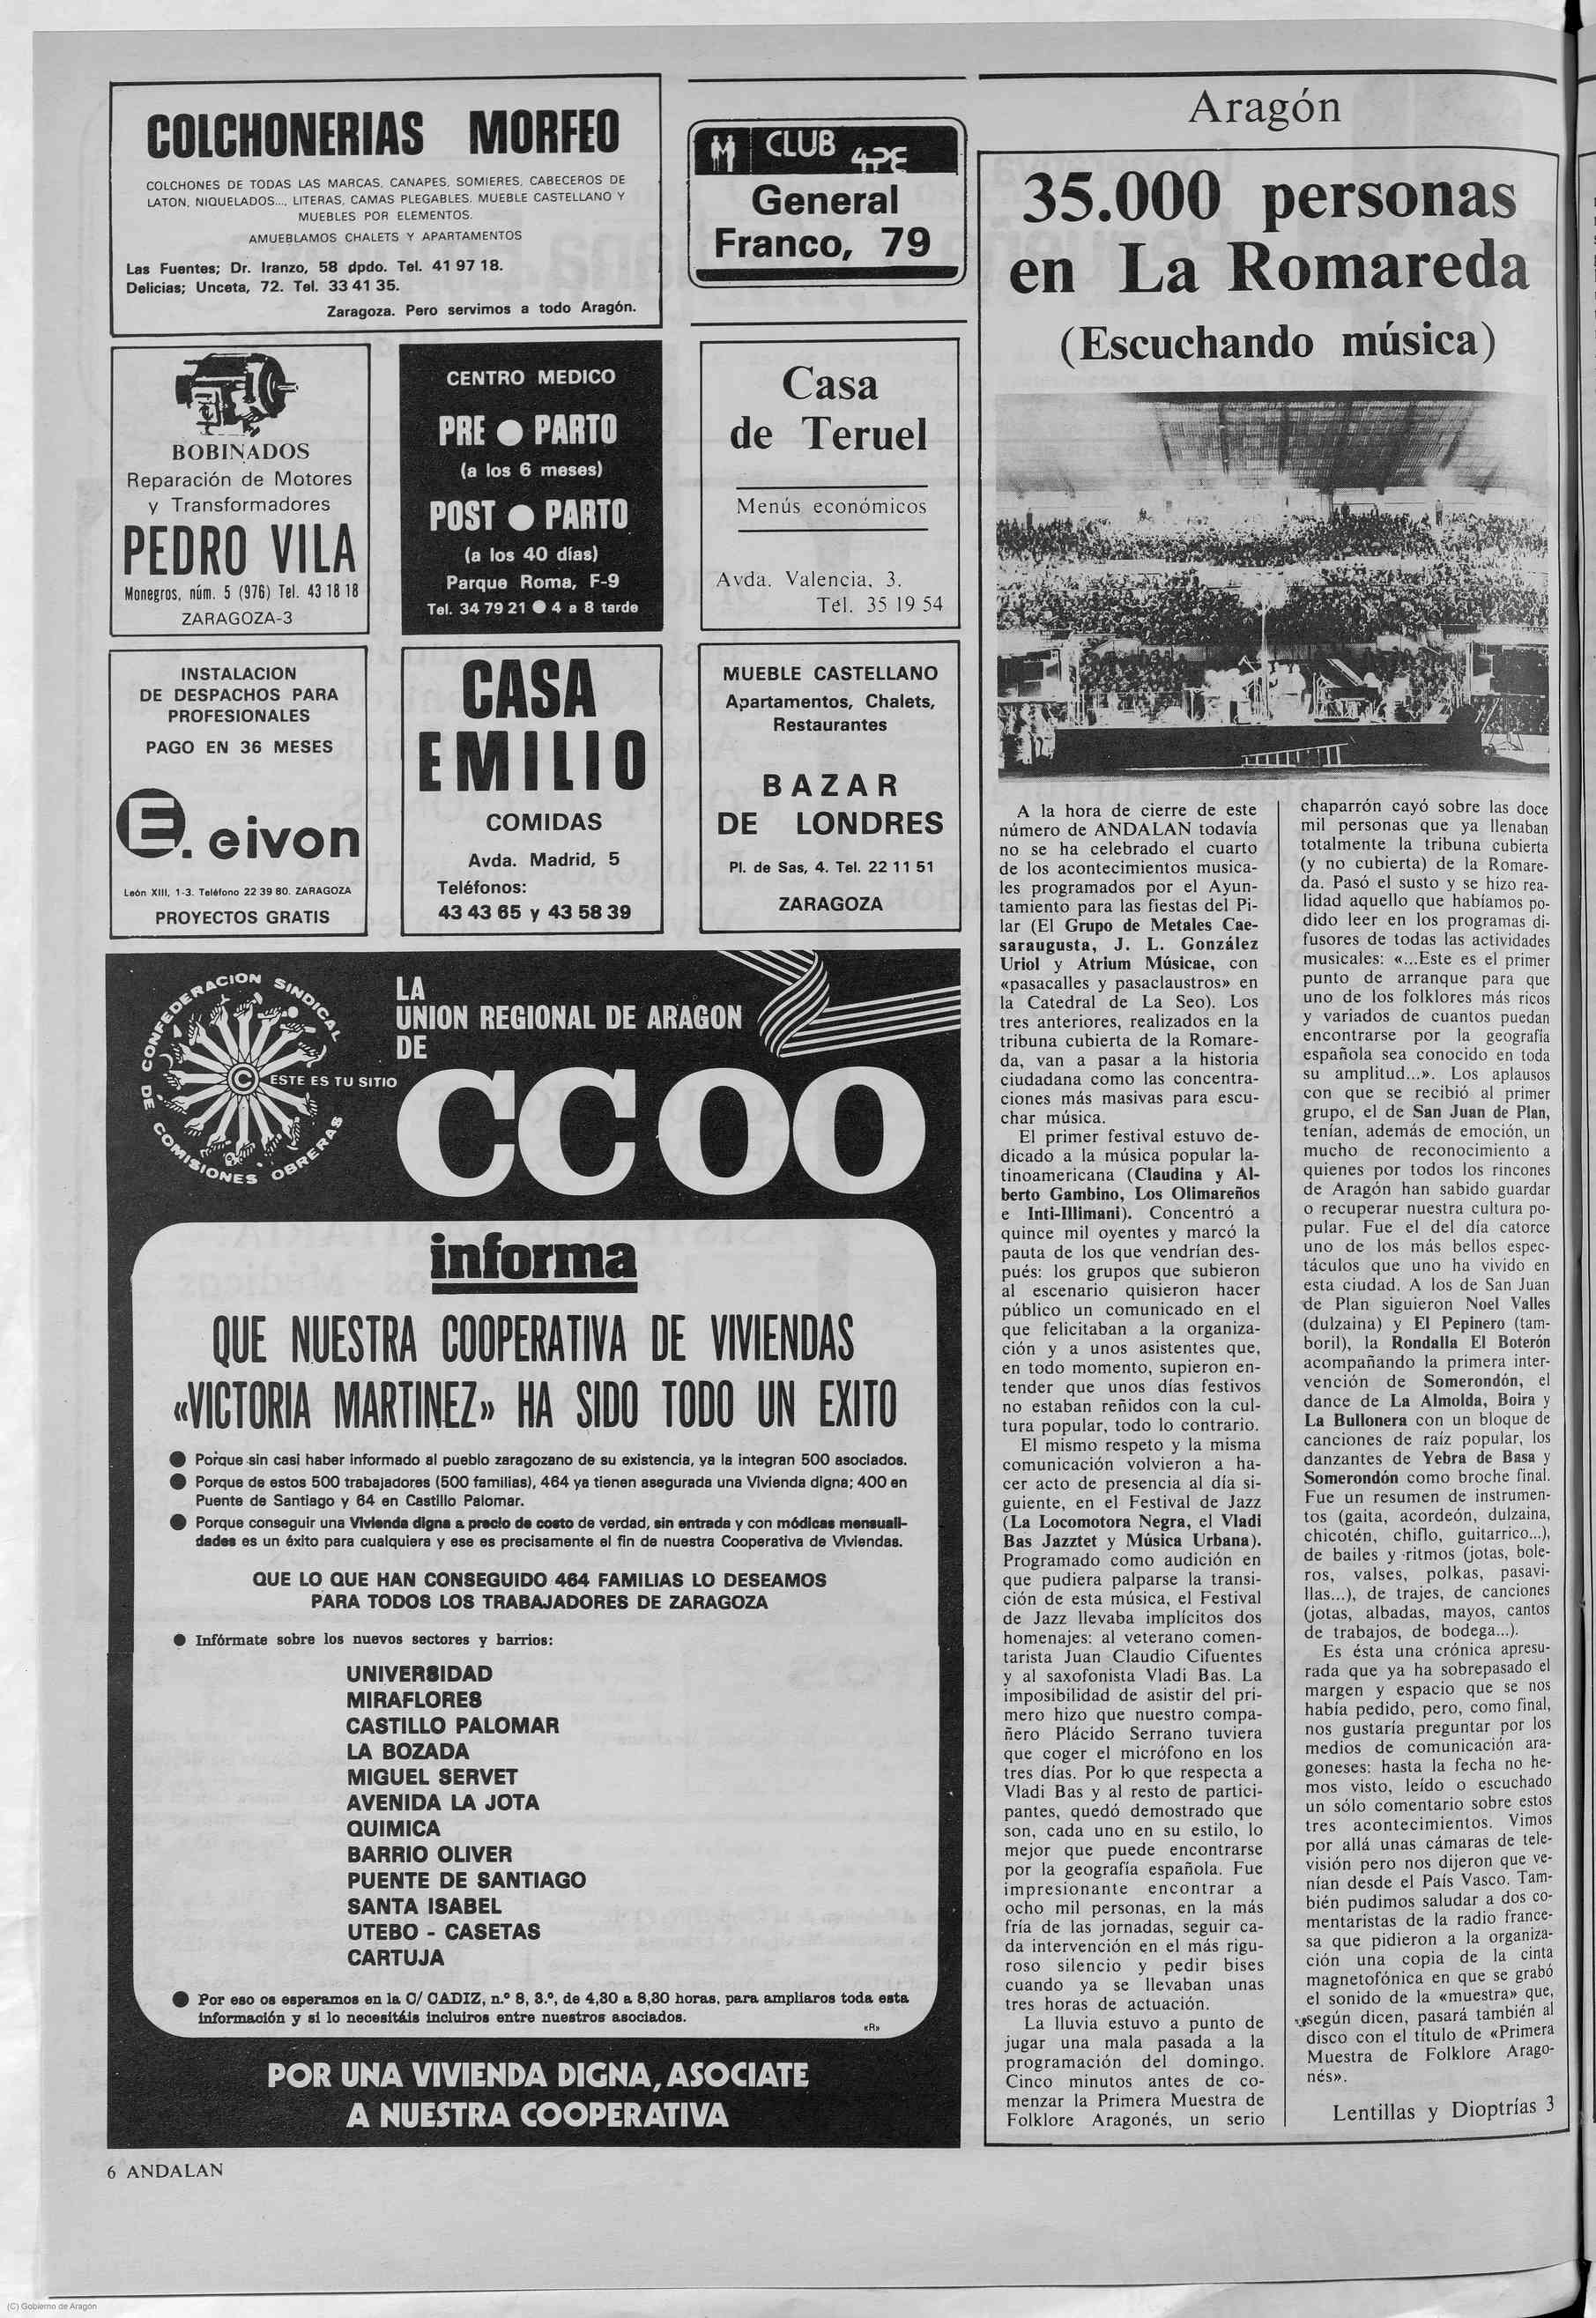 COLCHONERIAS MORFEO
COLCHONES DE TODAS LAS MARCAS, CANAPES, SOMIERES, CABECEROS DE
LATON, NIQUELADOS..., LITERAS, CAMAS PLEGABLES. MUEBLE CASTELLANO Y
MUEBLES POR ELEMENTOS.
AMUEBLAMOS CHALETS Y APARTAMENTOS
Las Fuentes; Dr. Iranzo, 58 dpdo. Tel. 41 97 18.
Delicias; Unceta, 72. Tel. 33 41 35.
Zaragoza. Pero servimos a todo Aragón.
CLUB
General
Franco, 79
BOBINADOS
Reparación de Motores
y Transformadores
PEDRO VILA
Monegros, núm. 5 (976) Tel. 43 18 18
ZARAGOZA-3
CENTRO MEDICO
PRE ● PARTO
(a los 6 meses)
POST ● PARTO
(a los 40 días)
Parque Roma, F-9
Tel. 34 79 21 ● 4 a 8 tarde
Casa
de Teruel
Menús económicos
Avda. Valencia, 3.
Tél. 35 19 54
INSTALACION
DE DESPACHOS PARA
PROFESIONALES
PAGO EN 36 MESES
E. eivon
León XIII, 1-3. Teléfono 22 39 80. ZARAGOZA
PROYECTOS GRATIS
CASA
EMILIO
COMIDAS
Avda. Madrid, 5
Teléfonos:
43 43 65 y 43 58 39
MUEBLE CASTELLANO
Apartamentos, Chalets,
Restaurantes
BAZAR
DE LONDRES
Pl. de Sas, 4. Tel. 22 11 51
ZARAGOZA
CONFEDERACION SINDICAL
DE COMISIONES OBRERAS
ESTE ES TU SITIO
LA
UNION REGIONAL DE ARAGON
DE
CC OO
informa
QUE NUESTRA COOPERATIVA DE VIVIENDAS
«VICTORIA MARTINEZ» HA SIDO TODO UN EXITO
● Porque sin casi haber informado al pueblo zaragozano de su existencia, ya la integran 500 asociados.
● Porque de estos 500 trabajadores (500 familias), 464 ya tienen asegurada una Vivienda digna; 400 en
Puente de Santiago y 64 en Castillo Palomar.
● Porque conseguir una Vivienda digna a precio de costo de verdad, sin entrada y con módicas mensuali-
dades es un éxito para cualquiera y ese es precisamente el fin de nuestra Cooperativa de Viviendas.
QUE LO QUE HAN CONSEGUIDO 464 FAMILIAS LO DESEAMOS
PARA TODOS LOS TRABAJADORES DE ZARAGOZA
● Infórmate sobre los nuevos sectores y barrios:
UNIVERSIDAD
MIRAFLORES
CASTILLO PALOMAR
LA BOZADA
MIGUEL SERVET
AVENIDA LA JOTA
QUIMICA
BARRIO OLIVER
PUENTE DE SANTIAGO
SANTA ISABEL
UTEBO - CASETAS
CARTUJA
● Por eso os esperamos en la C/ CADIZ, n.º 8, 3.º, de 4,30 a 8,30 horas, para ampliaros toda esta
información y si lo necesitáis incluiros entre nuestros asociados.
«R»
POR UNA VIVIENDA DIGNA, ASOCIATE
A NUESTRA COOPERATIVA
6 ANDALAN
Aragón
35.000 personas
en La Romareda
(Escuchando música)
A la hora de cierre de este
número de ANDALAN todavía
no se ha celebrado el cuarto
de los acontecimientos musica-
les programados por el Ayun-
tamiento para las fiestas del Pi-
lar (El Grupo de Metales Cae-
saraugusta, J. L. González
Uriol y Atrium Músicae, con
«pasacalles y pasaclaustros» en
la Catedral de La Seo). Los
tres anteriores, realizados en la
tribuna cubierta de la Romare-
da, van a pasar a la historia
ciudadana como las concentra-
ciones más masivas para escu-
char música.
El primer festival estuvo de-
dicado a la música popular la-
tinoamericana (Claudina y Al-
berto Gambino, Los Olimareños
e Inti-Illimani). Concentró a
quince mil oyentes y marcó la
pauta de los que vendrían des-
pués: los grupos que subieron
al escenario quisieron hacer
público un comunicado en el
que felicitaban a la organiza-
ción y a unos asistentes que,
en todo momento, supieron en-
tender que unos días festivos
no estaban reñidos con la cul-
tura popular, todo lo contrario.
El mismo respeto y la misma
comunicación volvieron a ha-
cer acto de presencia al día si-
guiente, en el Festival de Jazz
(La Locomotora Negra, el Vladi
Bas Jazztet y Música Urbana).
Programado como audición en
que pudiera palparse la transi-
ción de esta música, el Festival
de Jazz llevaba implícitos dos
homenajes: al veterano comen-
tarista Juan Claudio Cifuentes
y al saxofonista Vladi Bas. La
imposibilidad de asistir del pri-
mero hizo que nuestro compa-
ñero Plácido Serrano tuviera
que coger el micrófono en los
tres días. Por lo que respecta a
Vladi Bas y al resto de partici-
pantes, quedó demostrado que
son, cada uno en su estilo, lo
mejor que puede encontrarse
por la geografía española. Fue
impresionante encontrar a
ocho mil personas, en la más
fría de las jornadas, seguir ca-
da intervención en el más rigu-
roso silencio y pedir bises
cuando ya se llevaban unas
tres horas de actuación.
La lluvia estuvo a punto de
jugar una mala pasada a la
programación del domingo.
Cinco minutos antes de co-
menzar la Primera Muestra de
Folklore Aragonés, un serio
chaparrón cayó sobre las doce
mil personas que ya llenaban
totalmente la tribuna cubierta
(y no cubierta) de la Romare-
da. Pasó el susto y se hizo rea-
lidad aquello que habíamos po-
dido leer en los programas di-
fusores de todas las actividades
musicales: «...Este es el primer
punto de arranque para que
uno de los folklores más ricos
y variados de cuantos puedan
encontrarse por la geografía
española sea conocido en toda
su amplitud...». Los aplausos
con que se recibió al primer
grupo, el de San Juan de Plan,
tenían, además de emoción, un
mucho de reconocimiento a
quienes por todos los rincones
de Aragón han sabido guardar
o recuperar nuestra cultura po-
pular. Fue el del día catorce
uno de los más bellos espec-
táculos que uno ha vivido en
esta ciudad. A los de San Juan
de Plan siguieron Noel Valles
(dulzaina) y El Pepinero (tam-
boril), la Rondalla El Boterón
acompañando la primera inter-
vención de Somerondón, el
dance de La Almolda, Boira y
La Bullonera con un bloque de
canciones de raíz popular, los
danzantes de Yebra de Basa y
Somerondón como broche final.
Fue un resumen de instrumen-
tos (gaita, acordeón, dulzaina,
chicotén, chiflo, guitarrico...),
de bailes y ritmos (jotas, bole-
ros, valses, polkas, pasavi-
llas...), de trajes, de canciones
(jotas, albadas, mayos, cantos
de trabajos, de bodega...).
Es ésta una crónica apresu-
rada que ya ha sobrepasado el
margen y espacio que se nos
había pedido, pero, como final,
nos gustaría preguntar por los
medios de comunicación ara-
goneses: hasta la fecha no he-
mos visto, leído o escuchado
un sólo comentario sobre estos
tres acontecimientos. Vimos
por allá unas cámaras de tele-
visión pero nos dijeron que ve-
nían desde el País Vasco. Tam-
bién pudimos saludar a dos co-
mentaristas de la radio france-
sa que pidieron a la organiza-
ción una copia de la cinta
magnetofónica en que se grabó
el sonido de la «muestra» que,
según dicen, pasará también al
disco con el título de «Primera
Muestra de Folklore Arago-
nés».
Lentillas y Dioptrías 3
(C) Gobierno de Aragón